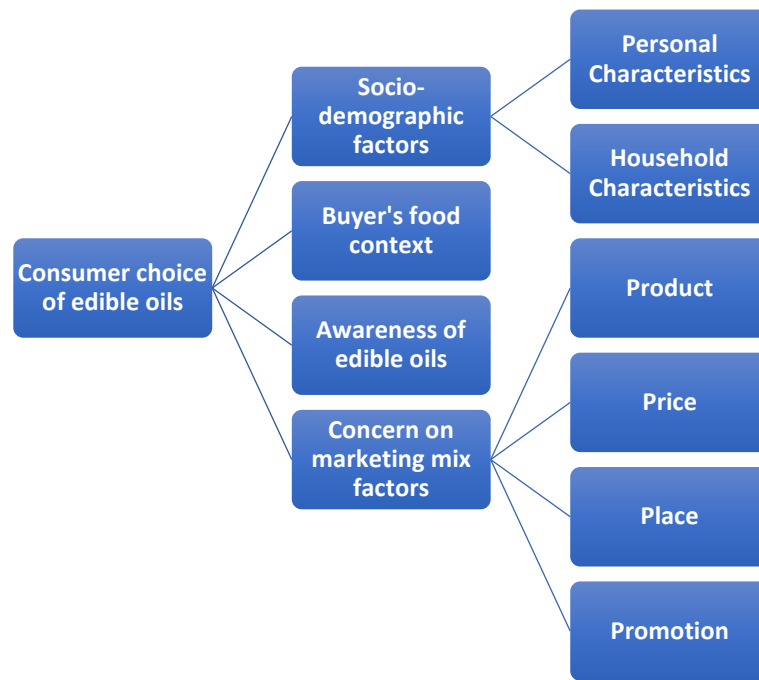 Consumer choice
of edible oils
Socio-
demographic
factors
Personal
Characteristics
Household
Characteristics
Buyer's food
context
Awareness of
edible oils
Concern on
marketing mix
factors
Product
Price
Place
Promotion